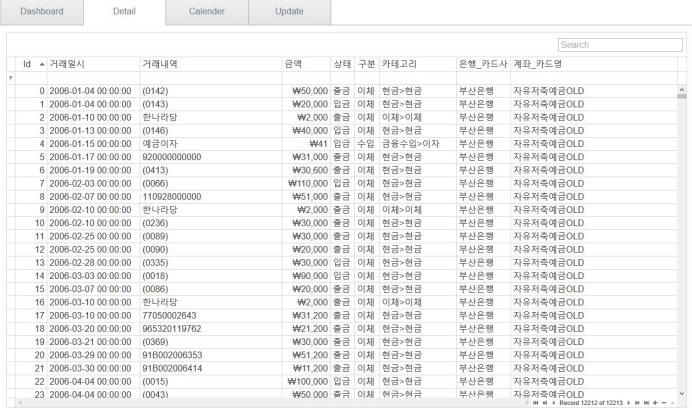 Dashboard Detail Calender Update
Search
Id 거래일시 거래내역 금액 상태 구분 카테고리 은행_카드사 계좌_카드명
0 2006-01-04 00:00:00 (0142) ₩50,000 출금 이체 현금>현금 부산은행 자유저축예금OLD
1 2006-01-04 00:00:00 (0143) ₩20,000 입금 이체 현금>현금 부산은행 자유저축예금OLD
2 2006-01-10 00:00:00 한나라당 ₩2,000 출금 이체 이체>이체 부산은행 자유저축예금OLD
3 2006-01-13 00:00:00 (0146) ₩40,000 입금 이체 현금>현금 부산은행 자유저축예금OLD
4 2006-01-15 00:00:00 예금이자 ₩41 입금 수입 금융수입>이자 부산은행 자유저축예금OLD
5 2006-01-17 00:00:00 920000000000 ₩31,000 출금 이체 현금>현금 부산은행 자유저축예금OLD
6 2006-01-19 00:00:00 (0413) ₩30,600 출금 이체 현금>현금 부산은행 자유저축예금OLD
7 2006-02-03 00:00:00 (0066) ₩110,000 입금 이체 현금>현금 부산은행 자유저축예금OLD
8 2006-02-07 00:00:00 110928000000 ₩51,000 출금 이체 현금>현금 부산은행 자유저축예금OLD
9 2006-02-10 00:00:00 한나라당 ₩2,000 출금 이체 이체>이체 부산은행 자유저축예금OLD
10 2006-02-10 00:00:00 (0236) ₩30,000 출금 이체 현금>현금 부산은행 자유저축예금OLD
11 2006-02-25 00:00:00 (0089) ₩30,000 출금 이체 현금>현금 부산은행 자유저축예금OLD
12 2006-02-25 00:00:00 (0090) ₩20,000 출금 이체 현금>현금 부산은행 자유저축예금OLD
13 2006-02-28 00:00:00 (0335) ₩30,000 입금 이체 현금>현금 부산은행 자유저축예금OLD
14 2006-03-03 00:00:00 (0018) ₩90,000 입금 이체 현금>현금 부산은행 자유저축예금OLD
15 2006-03-07 00:00:00 (0086) ₩20,000 출금 이체 현금>현금 부산은행 자유저축예금OLD
16 2006-03-10 00:00:00 한나라당 ₩2,000 출금 이체 이체>이체 부산은행 자유저축예금OLD
17 2006-03-10 00:00:00 77050002643 ₩31,200 출금 이체 현금>현금 부산은행 자유저축예금OLD
18 2006-03-20 00:00:00 965320119762 ₩21,200 출금 이체 현금>현금 부산은행 자유저축예금OLD
19 2006-03-21 00:00:00 (0369) ₩30,000 출금 이체 현금>현금 부산은행 자유저축예금OLD
20 2006-03-29 00:00:00 91B002006353 ₩51,200 출금 이체 현금>현금 부산은행 자유저축예금OLD
21 2006-03-30 00:00:00 91B002006414 ₩11,200 출금 이체 현금>현금 부산은행 자유저축예금OLD
22 2006-04-04 00:00:00 (0015) ₩100,000 입금 이체 현금>현금 부산은행 자유저축예금OLD
23 2006-04-04 00:00:00 (0043) ₩50,000 출금 이체 현금>현금 부산은행 자유저축예금OLD
Record 12212 of 12213